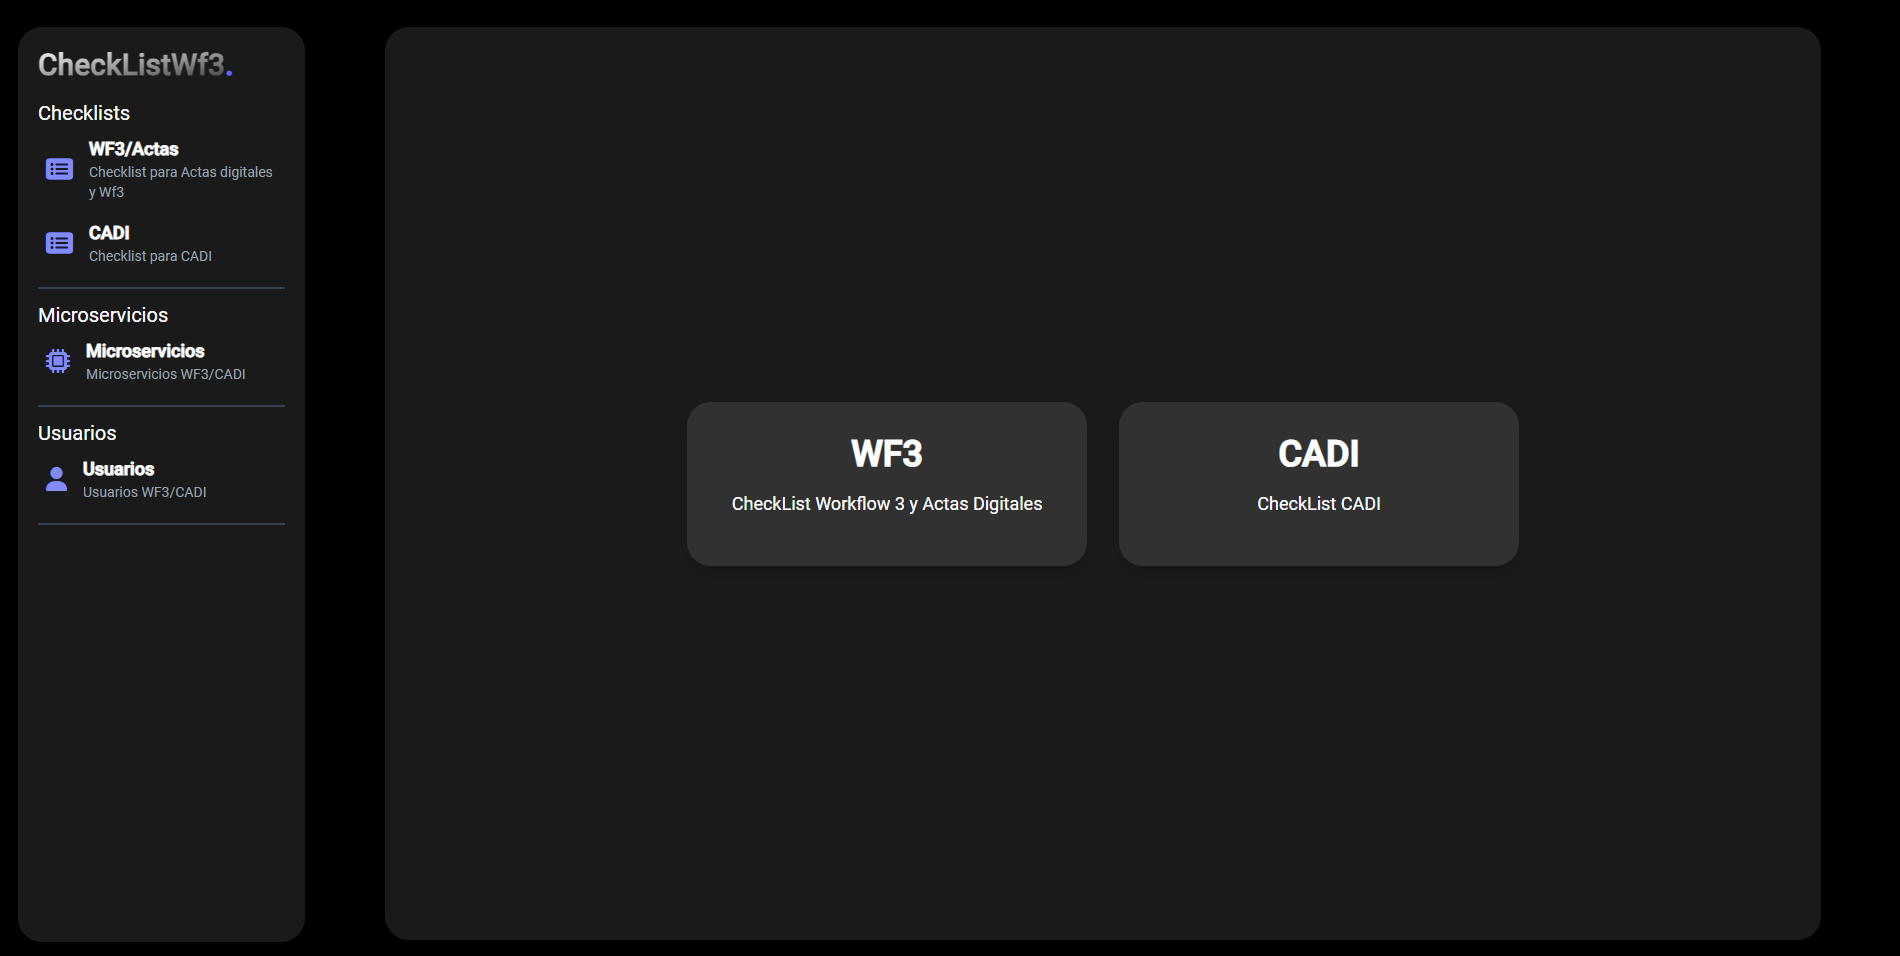 CheckListWf3.
Checklists
WF3/Actas
Checklist para Actas digitales
y Wf3
CADI
Checklist para CADI
Microservicios
Microservicios
Microservicios WF3/CADI
Usuarios
Usuarios
Usuarios WF3/CADI
WF3
CheckList Workflow 3 y Actas Digitales
CADI
CheckList CADI